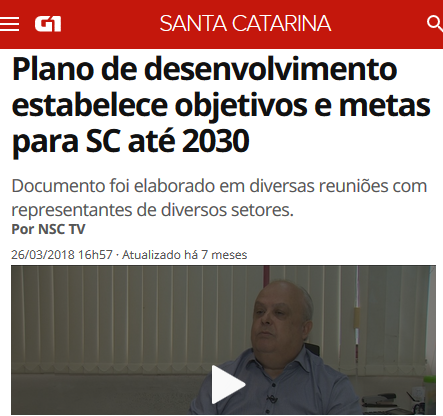 G1
SANTA CATARINA
Plano de desenvolvimento
estabelece objetivos e metas
para SC até 2030
Documento foi elaborado em diversas reuniões com
representantes de diversos setores.
Por NSC TV
26/03/2018 16h57 · Atualizado há 7 meses